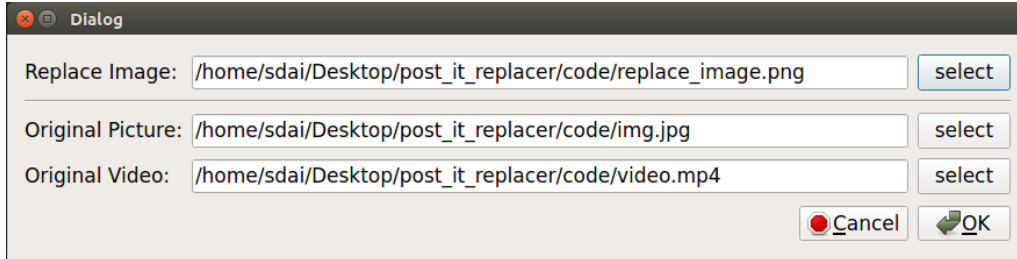 Dialog
Replace Image: /home/sdai/Desktop/post_it_replacer/code/replace_image.png select
Original Picture: /home/sdai/Desktop/post_it_replacer/code/img.jpg select
Original Video: /home/sdai/Desktop/post_it_replacer/code/video.mp4 select
Cancel OK